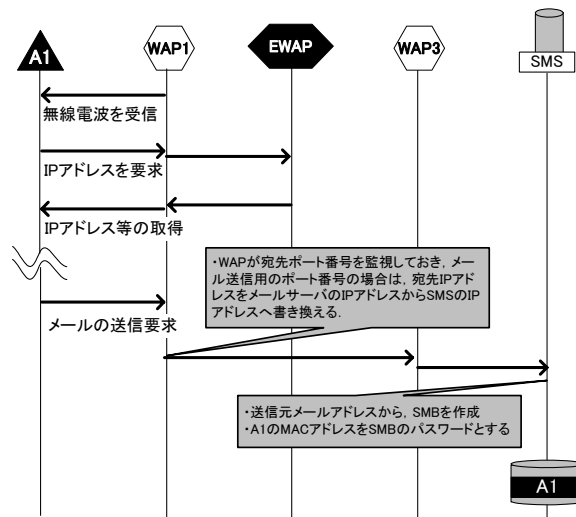 A1
WAP1
EWAP
WAP3
SMS
無線電波を受信
IPアドレスを要求
IPアドレス等の取得
・WAPが宛先ポート番号を監視しておき，メー
ル送信用のポート番号の場合は，宛先IPアド
レスをメールサーバのIPアドレスからSMSのIP
アドレスへ書き換える．
メールの送信要求
・送信元メールアドレスから，SMBを作成
・A1のMACアドレスをSMBのパスワードとする
A1